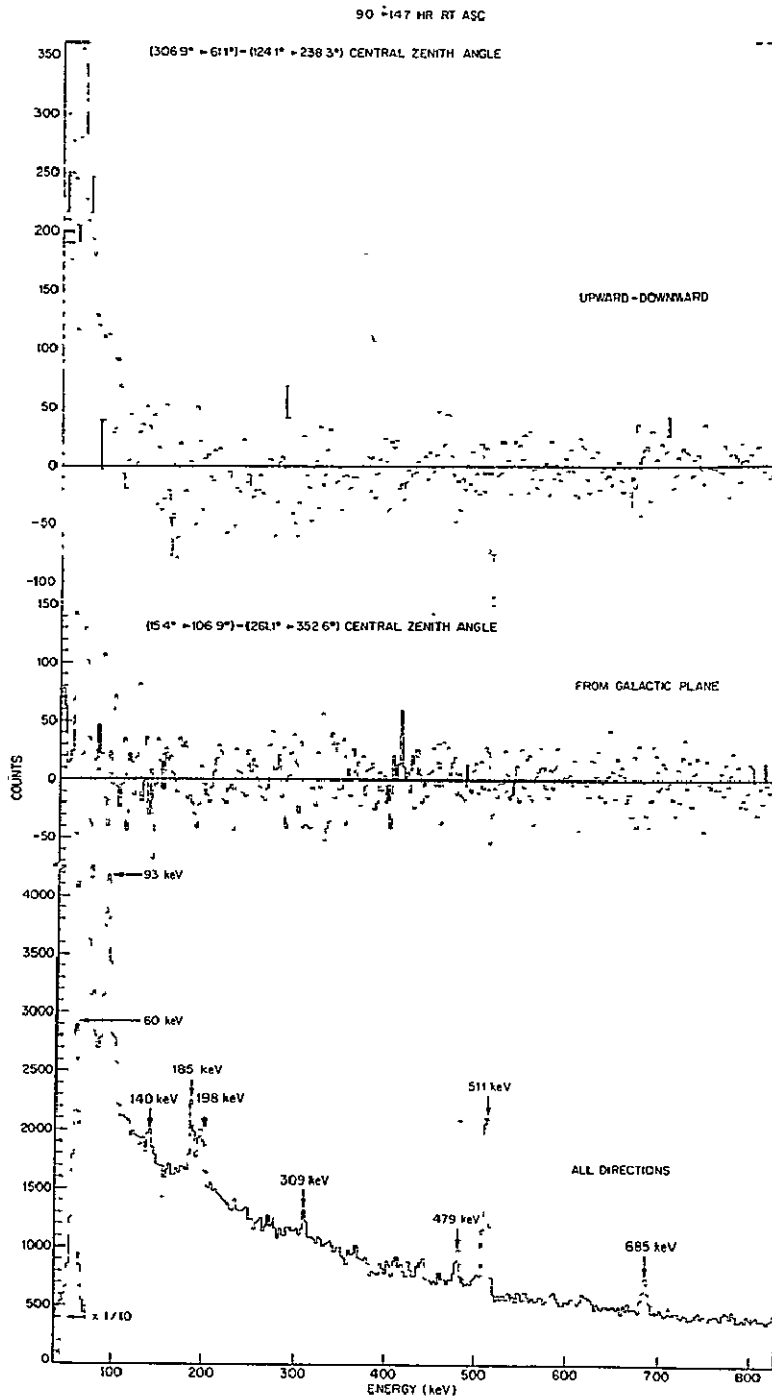 90 ÷147 HR RT ASC
(306 9° ÷ 61 1°)-(124 1° ÷ 238 3°) CENTRAL ZENITH ANGLE
350
300
250
200
150
100
50
0
-50
-100
UPWARD-DOWNWARD
150
100
50
0
-50
(15 4° ÷ 106 9°)-(261 1° ÷ 352 6°) CENTRAL ZENITH ANGLE
FROM GALACTIC PLANE
COUNTS
4000
3500
3000
2500
2000
1500
1000
500
0
93 keV
60 keV
140 keV
185 keV
198 keV
309 keV
479 keV
511 keV
685 keV
ALL DIRECTIONS
x 1/10
100 200 300 400 500 600 700 800
ENERGY (keV)